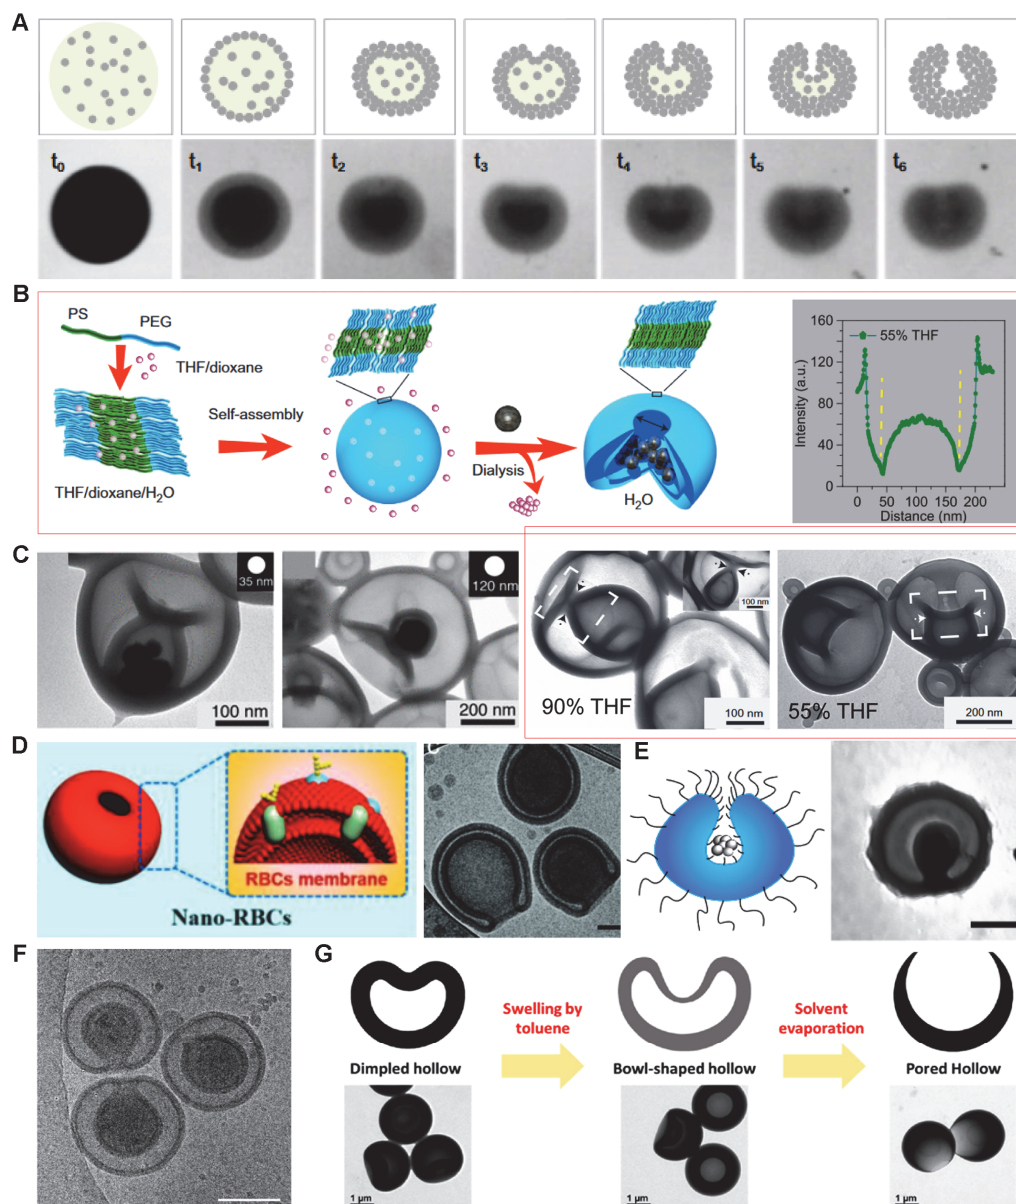 A
t0
t1
t2
t3
t4
t5
t6
B
PS
PEG
THF/dioxane
THF/dioxane/H2O
Self-assembly
Dialysis
H2O
55% THF
Intensity (a.u.)
160
120
80
40
0
0 50 100 150 200
Distance (nm)
C
35 nm
100 nm
120 nm
200 nm
100 nm
90% THF
100 nm
55% THF
200 nm
D
RBCs membrane
Nano-RBCs
E
F
G
Swelling by
toluene
Solvent
evaporation
Dimpled hollow
Bowl-shaped hollow
Pored Hollow
1 µm
1 µm
1 µm